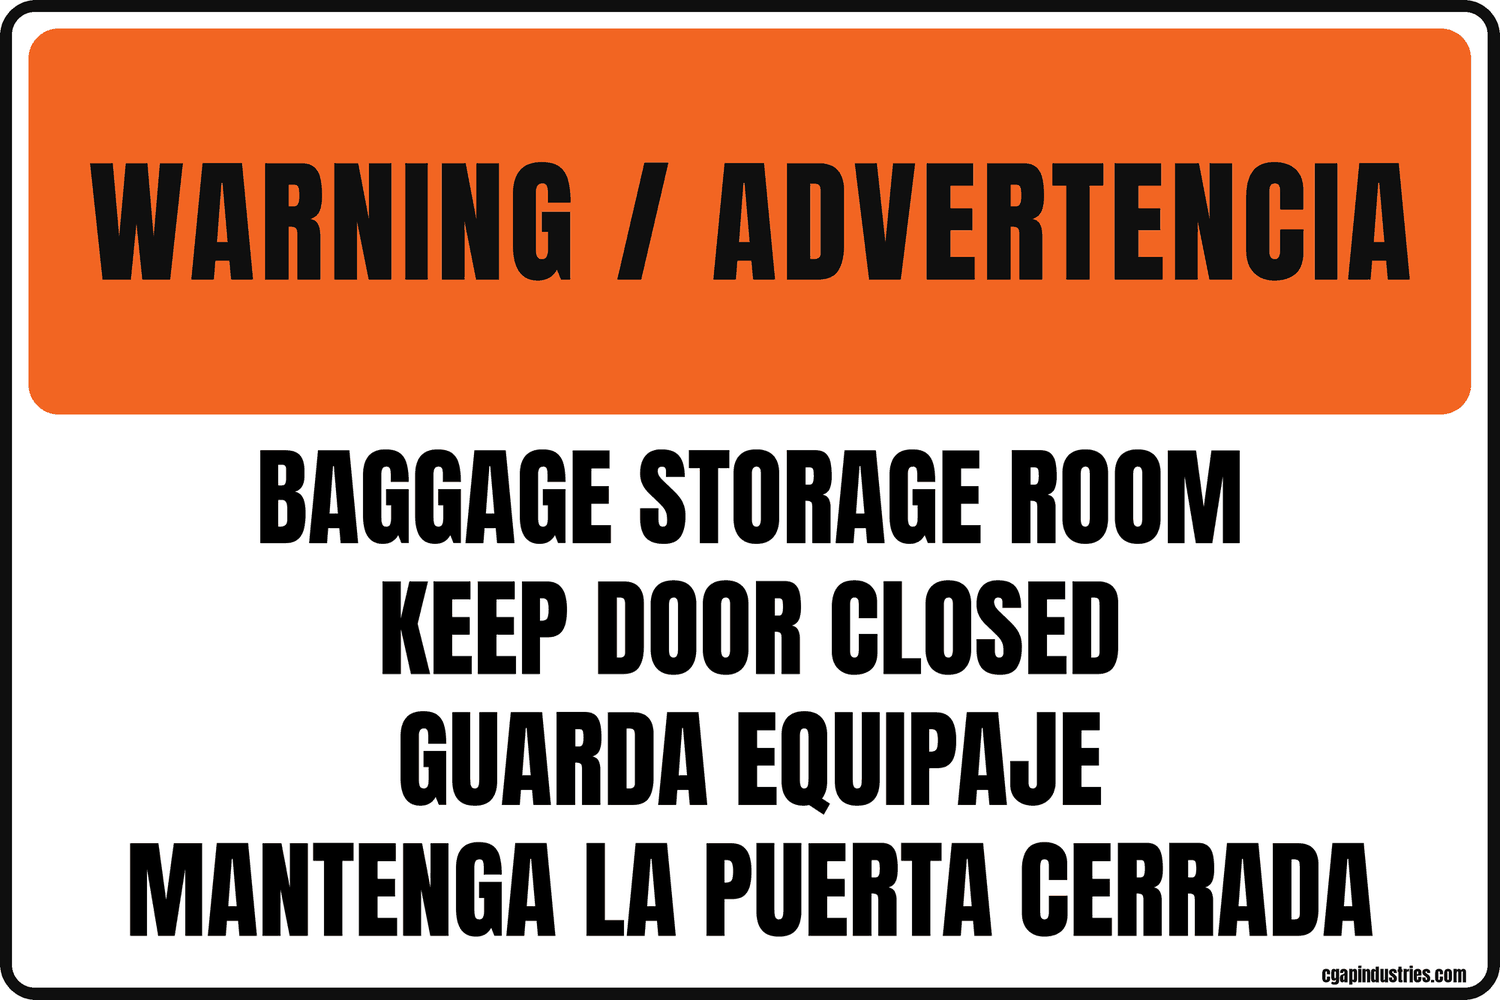 WARNING / ADVERTENCIA
BAGGAGE STORAGE ROOM
KEEP DOOR CLOSED
GUARDA EQUIPAJE
MANTENGA LA PUERTA CERRADA
cgapindustries.com